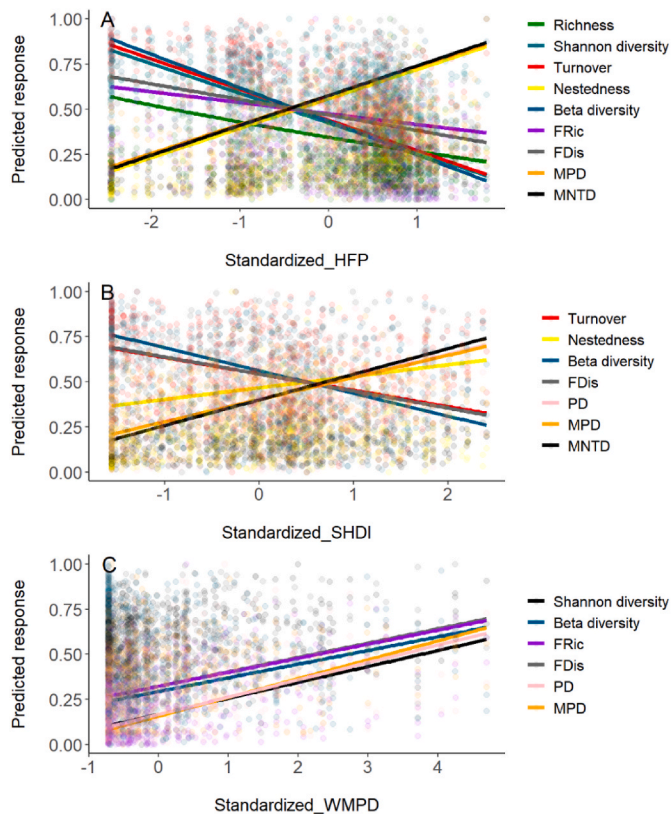 A
Predicted response
1.00
0.75
0.50
0.25
0.00
-2
-1
0
1
Standardized_HFP
Richness
Shannon diversity
Turnover
Nestedness
Beta diversity
FRic
FDis
MPD
MNTD
B
Predicted response
1.00
0.75
0.50
0.25
0.00
-1
0
1
2
Standardized_SHDI
Turnover
Nestedness
Beta diversity
FDis
PD
MPD
MNTD
C
Predicted response
1.00
0.75
0.50
0.25
0.00
-1
0
1
2
3
4
Standardized_WMPD
Shannon diversity
Beta diversity
FRic
FDis
PD
MPD